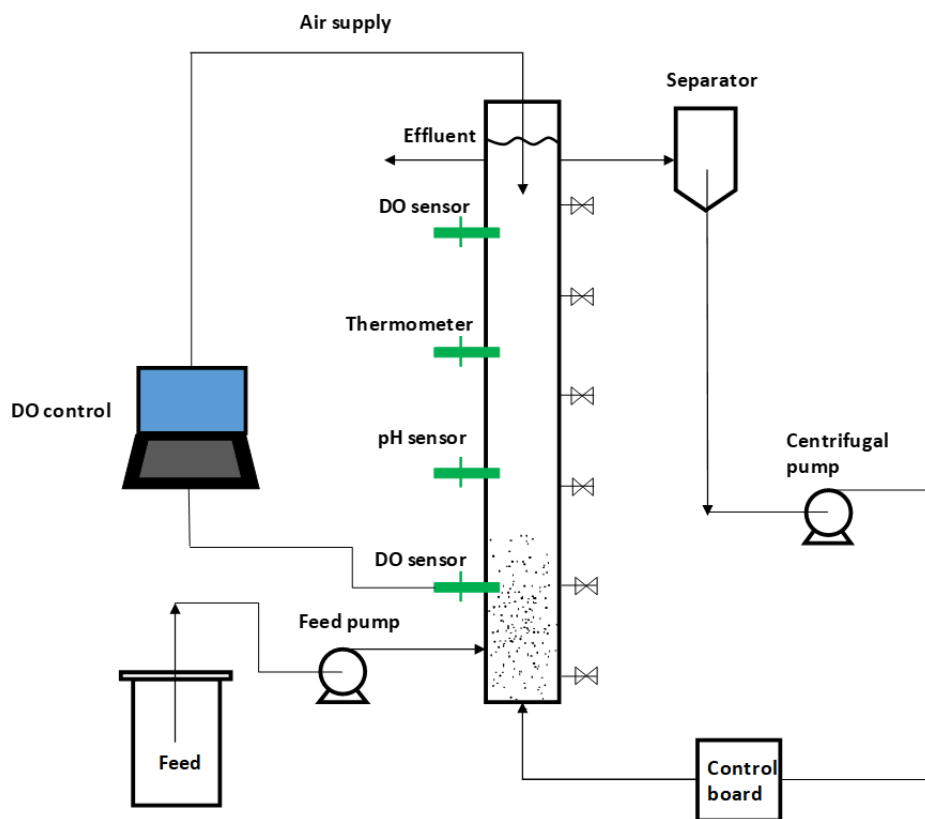 Air supply
Separator
Effluent
DO sensor
Thermometer
DO control
pH sensor
Centrifugal
pump
DO sensor
Feed pump
Feed
Control
board